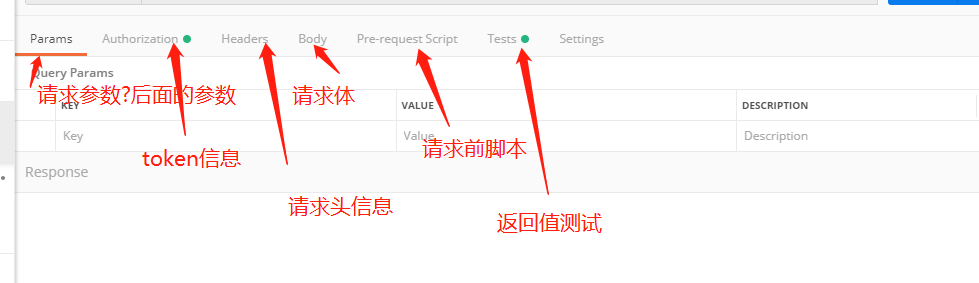 Params Authorization Headers Body Pre-request Script Tests Settings
Query Params
请求参数?后面的参数
请求体
KEY VALUE DESCRIPTION
Key Value Description
请求前脚本
token信息
Response
请求头信息
返回值测试